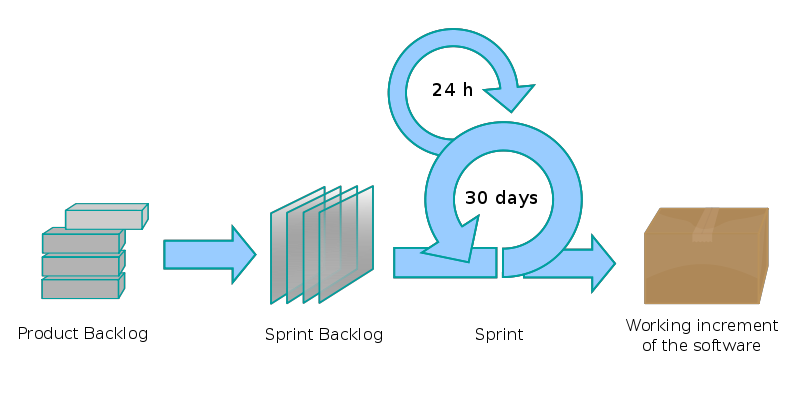 24 h
30 days
Product Backlog
Sprint Backlog
Sprint
Working increment
of the software